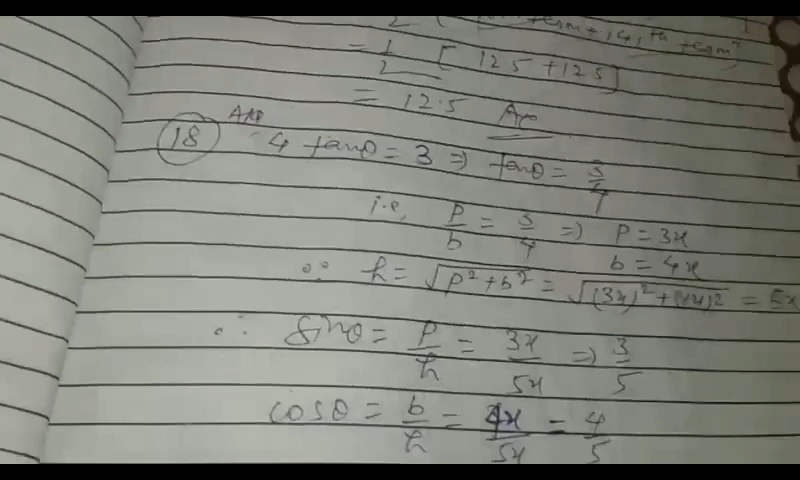 = 1/2 [ 12.5 + 12.5 ]
= 12.5 Ans
18 Ans 4 tanθ = 3 ⇒ tanθ = 3/4
i.e, P/b = 3/4 ⇒ P = 3x
b = 4x
∴ h = √P² + b² = √(3x)² + (4x)² = 5x
∴ Sinθ = P/h = 3x/5x ⇒ 3/5
cosθ = b/h = 4x/5x = 4/5